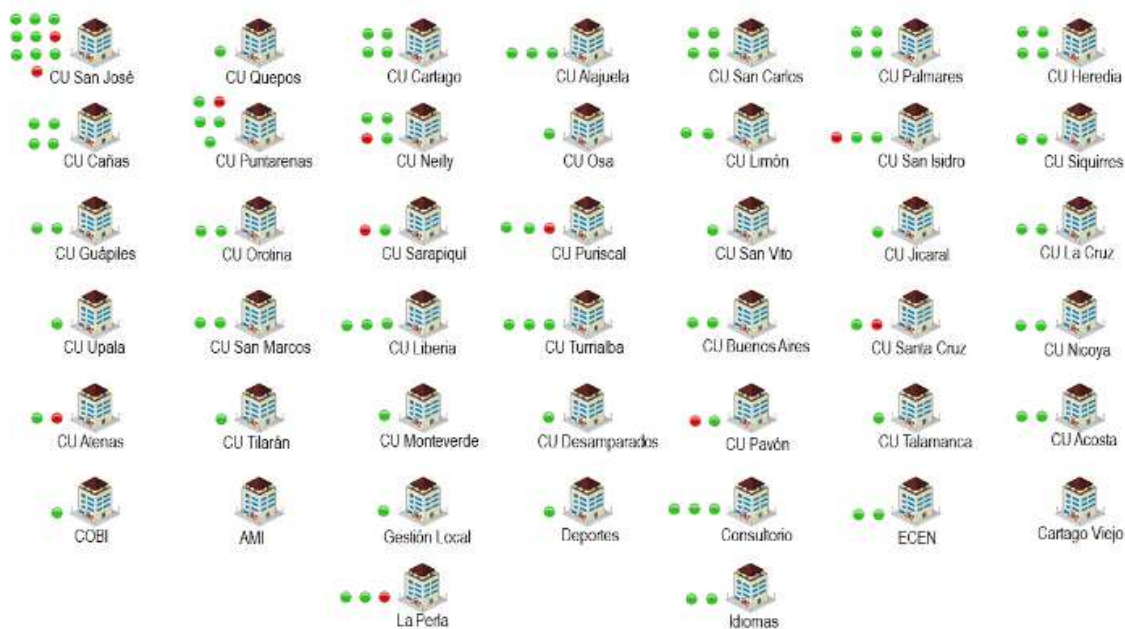 CU San José
CU Quepos
CU Cartago
CU Alajuela
CU San Carlos
CU Palmares
CU Heredia
CU Cañas
CU Puntarenas
CU Neily
CU Osa
CU Limón
CU San Isidro
CU Siquirres
CU Guápiles
CU Orotina
CU Sarapiquí
CU Puriscal
CU San Vito
CU Jicaral
CU La Cruz
CU Upala
CU San Marcos
CU Liberia
CU Turrialba
CU Buenos Aires
CU Santa Cruz
CU Nicoya
CU Atenas
CU Tilarán
CU Monteverde
CU Desamparados
CU Pavón
CU Talamanca
CU Acosta
COBI
AMI
Gestión Local
Deportes
Consultorio
ECEN
Cartago Viejo
La Perla
Idiomas